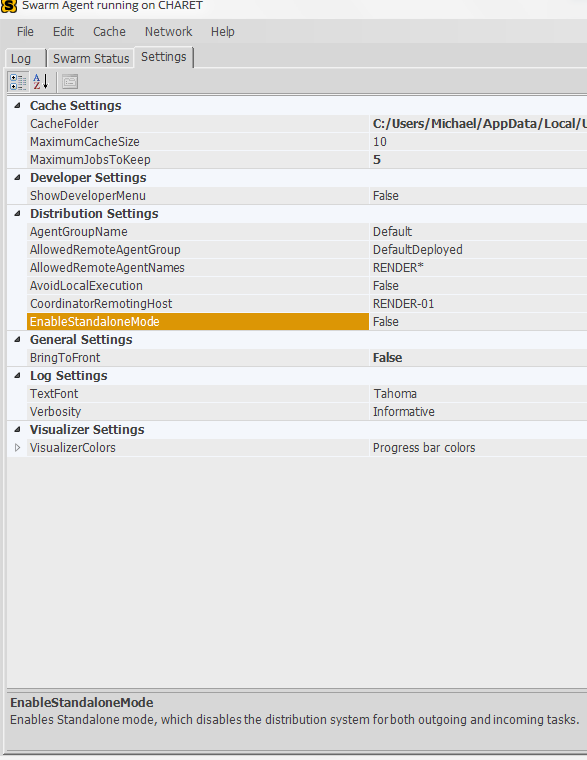 Swarm Agent running on CHARET
File Edit Cache Network Help
Log Swarm Status Settings
Cache Settings
CacheFolder C:/Users/Michael/AppData/Local/U
MaximumCacheSize 10
MaximumJobsToKeep 5
Developer Settings
ShowDeveloperMenu False
Distribution Settings
AgentGroupName Default
AllowedRemoteAgentGroup DefaultDeployed
AllowedRemoteAgentNames RENDER*
AvoidLocalExecution False
CoordinatorRemotingHost RENDER-01
EnableStandaloneMode False
General Settings
BringToFront False
Log Settings
TextFont Tahoma
Verbosity Informative
Visualizer Settings
VisualizerColors Progress bar colors
EnableStandaloneMode
Enables Standalone mode, which disables the distribution system for both outgoing and incoming tasks.